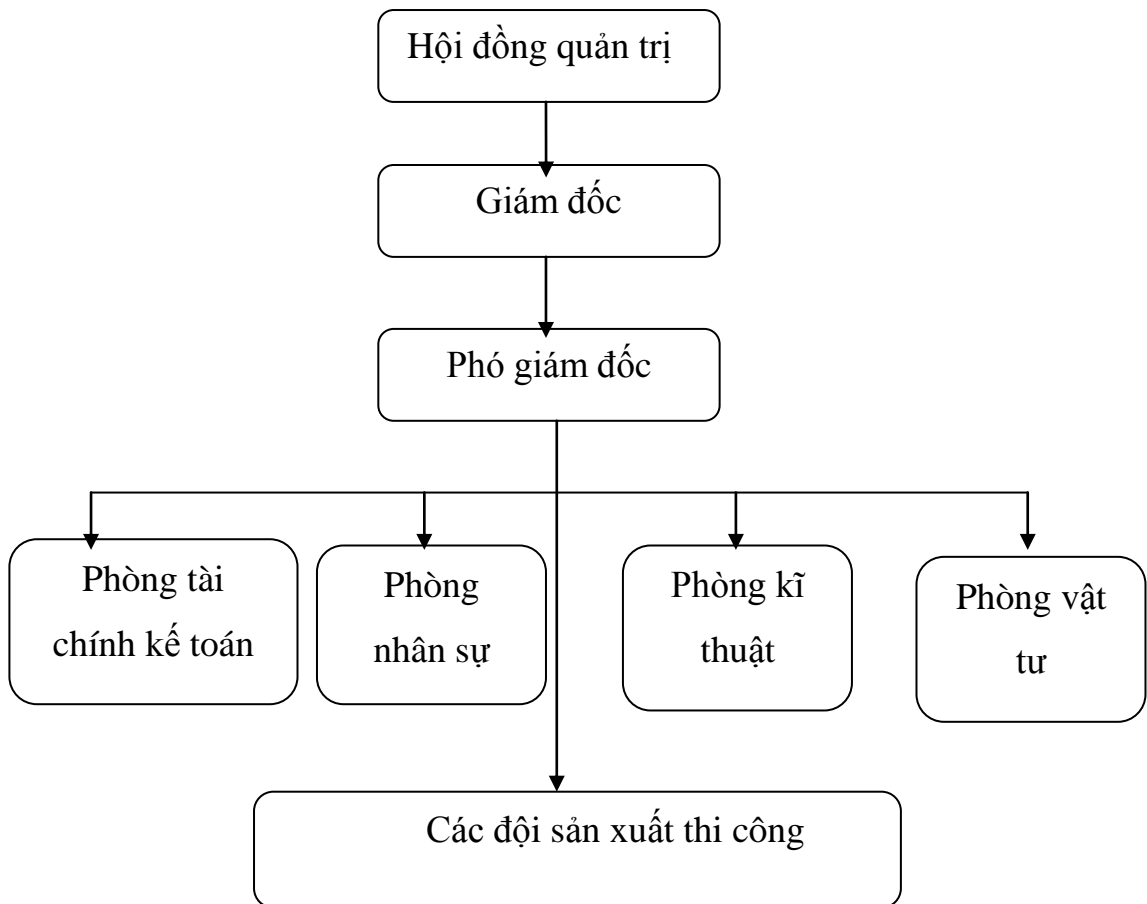 Hội đồng quản trị
Giám đốc
Phó giám đốc
Phòng tài
chính kế toán
Phòng
nhân sự
Phòng kĩ
thuật
Phòng vật
tư
Các đội sản xuất thi công